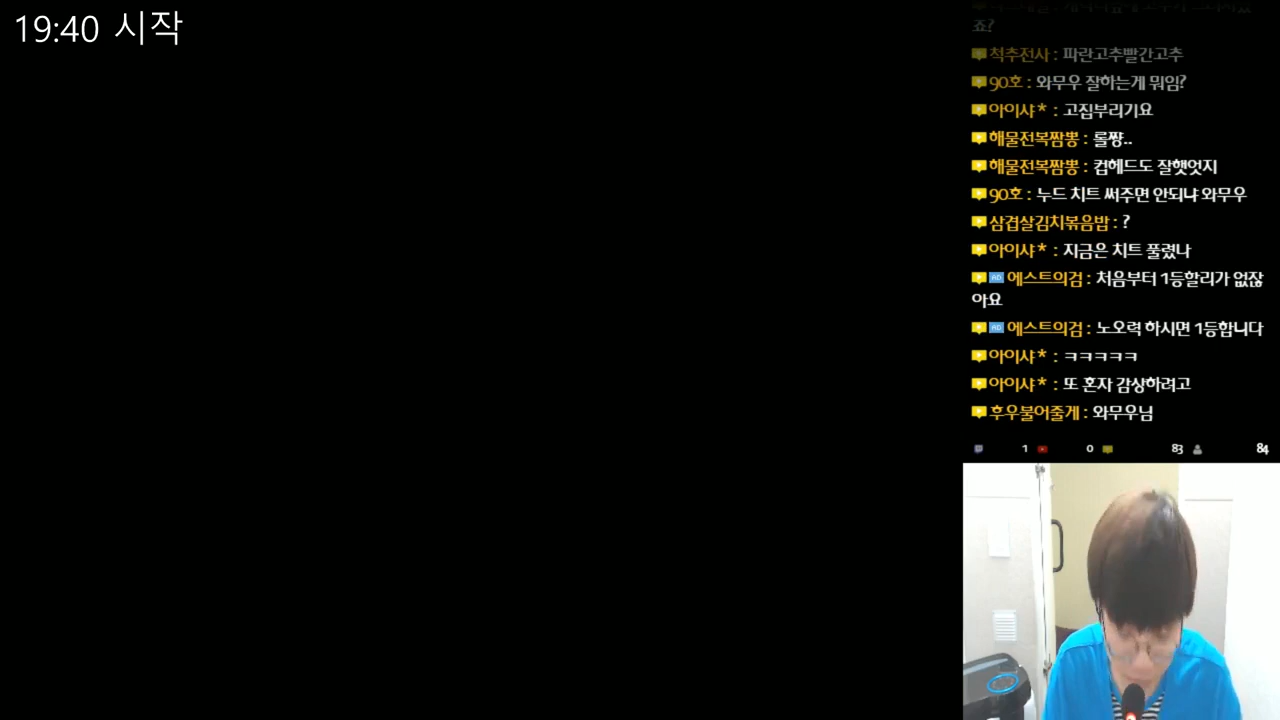 19:40 시작
죠?
척추전사 : 파란고추빨간고추
90호 : 와무우 잘하는게 뭐임?
아이샤* : 고집부리기요
해물전복짬뽕 : 롤짱..
해물전복짬뽕 : 컵헤드도 잘햇엇지
90호 : 누드 치트 써주면 안되냐 와무우
삼겹살김치볶음밥 : ?
아이샤* : 지금은 치트 풀렸나
AD 에스트의검 : 처음부터 1등할리가 없잖
아요
AD 에스트의검 : 노오력 하시면 1등합니다
아이샤* : ㅋㅋㅋㅋㅋ
아이샤* : 또 혼자 감상하려고
후우불어줄게 : 와무우님
1 0 83 84